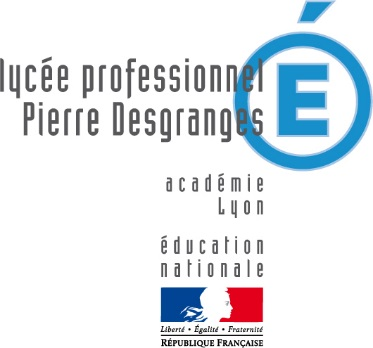 lycée professionnel
Pierre Desgranges
É
académie
Lyon
éducation
nationale
Liberté • Égalité • Fraternité
RÉPUBLIQUE FRANÇAISE